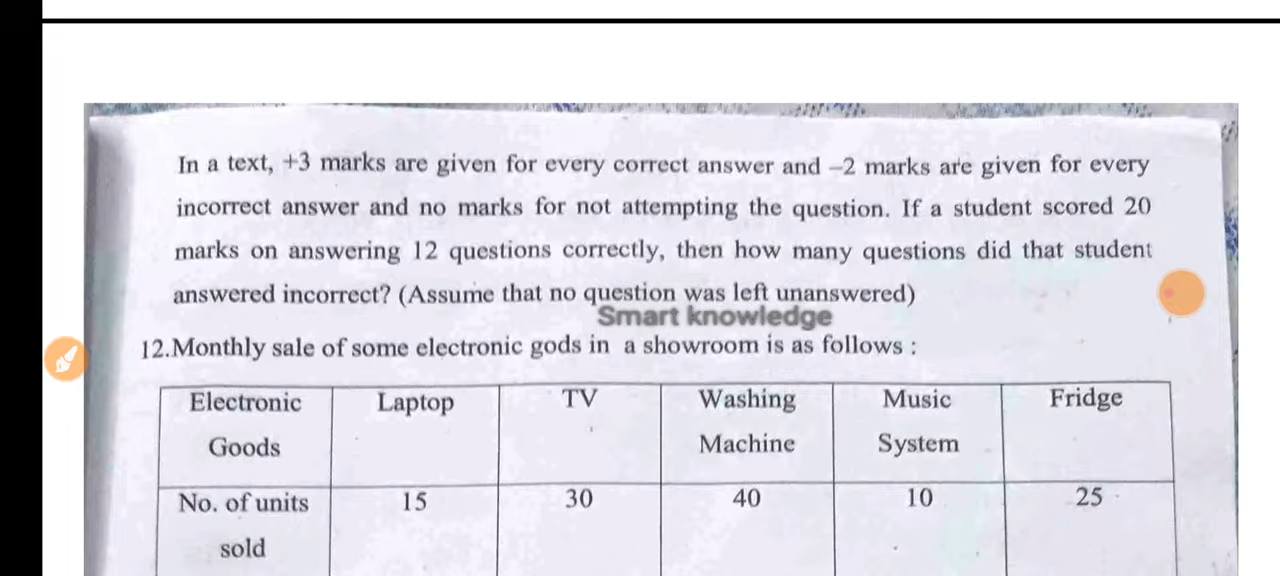 In a text, +3 marks are given for every correct answer and –2 marks are given for every
incorrect answer and no marks for not attempting the question. If a student scored 20
marks on answering 12 questions correctly, then how many questions did that student
answered incorrect? (Assume that no question was left unanswered)
Smart knowledge
12.Monthly sale of some electronic gods in a showroom is as follows :
Electronic Goods Laptop TV Washing Machine Music System Fridge
No. of units sold 15 30 40 10 25